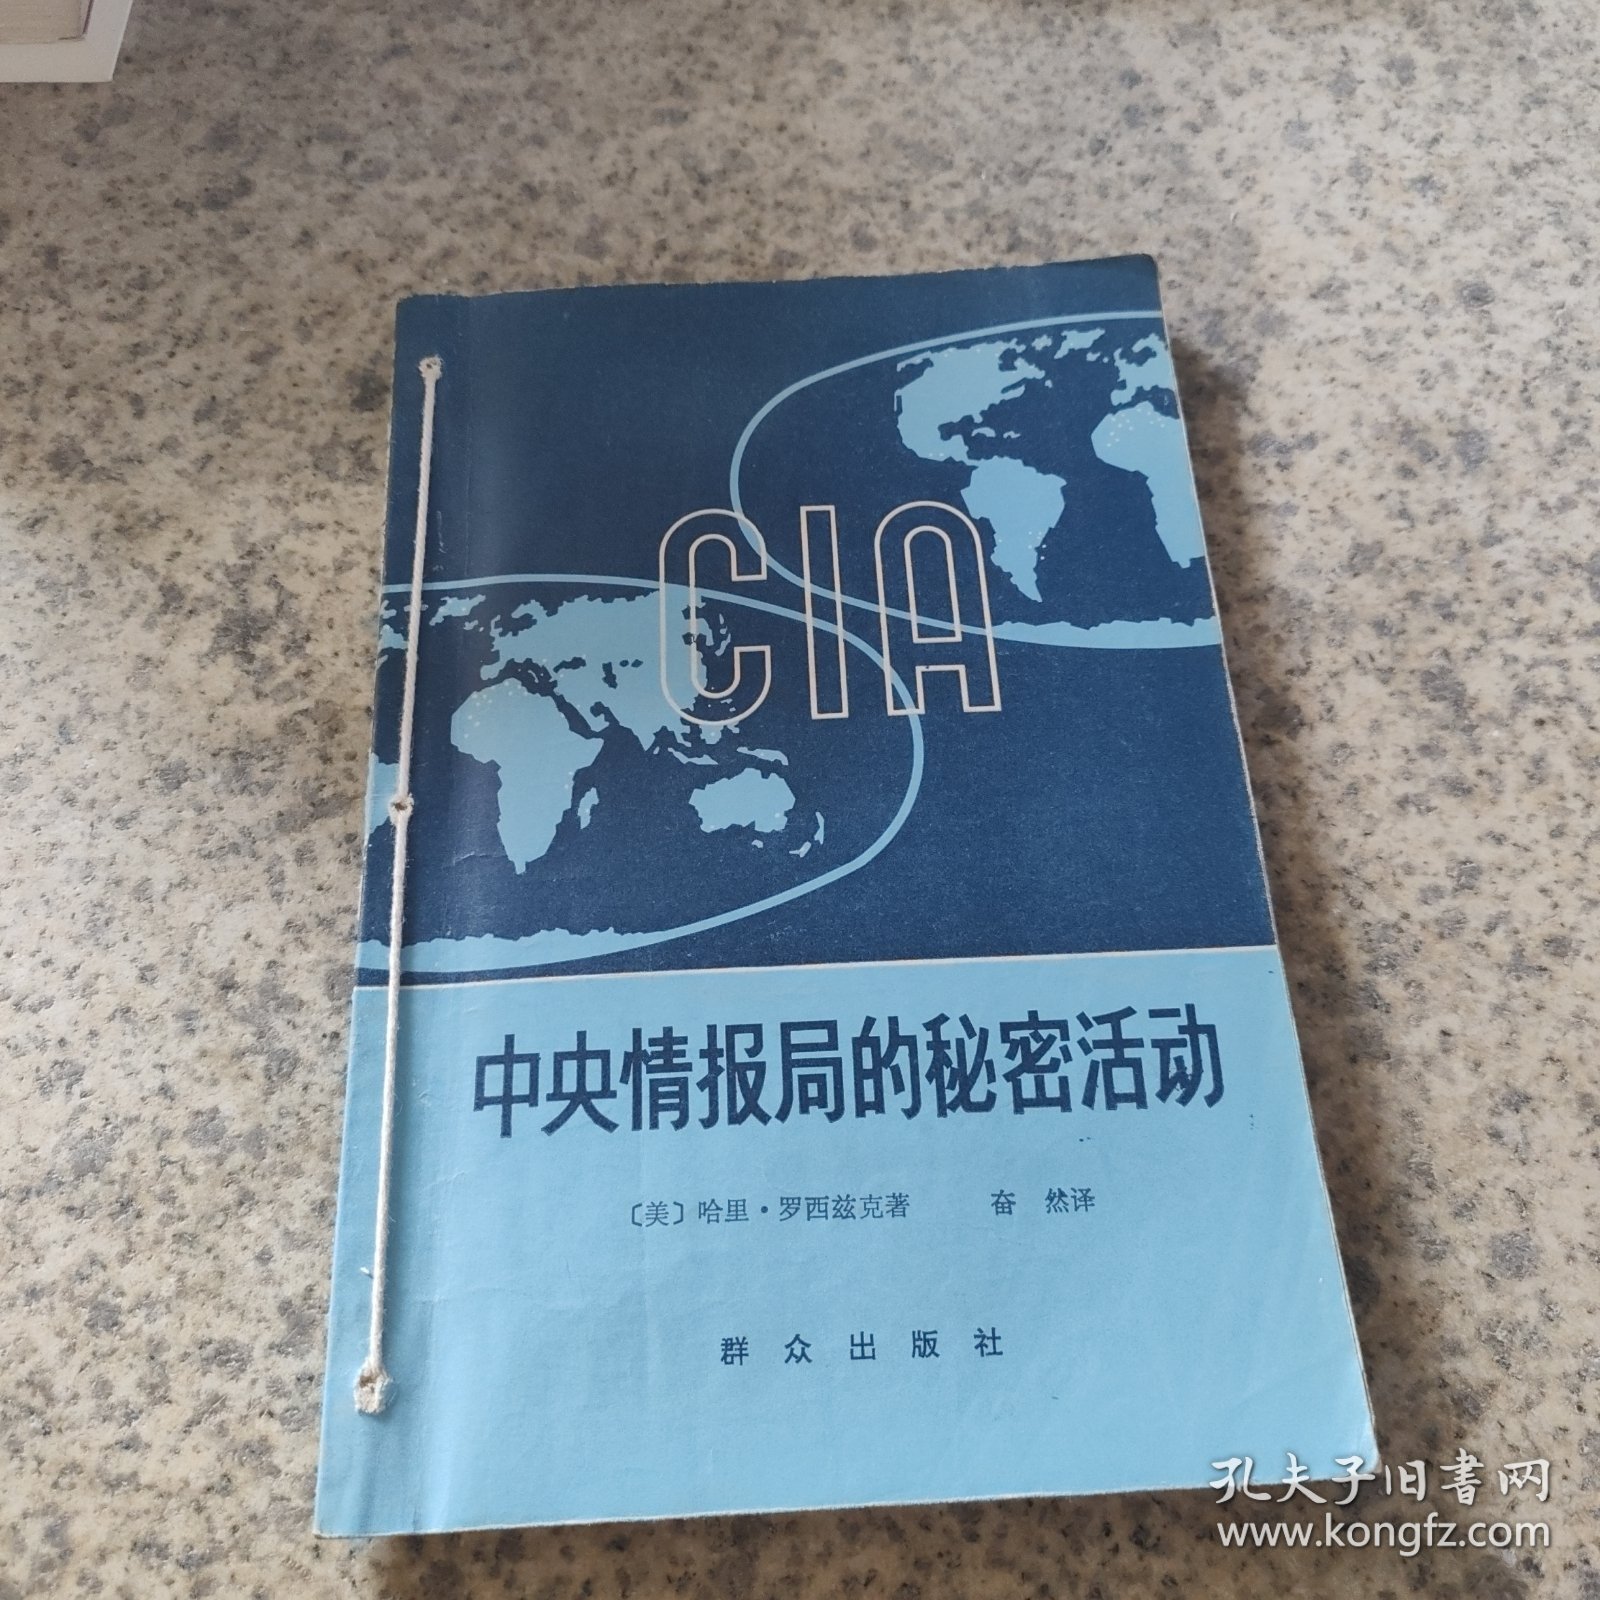 CIA
中央情报局的秘密活动
〔美〕哈里·罗西兹克著 奋 然译
群众出版社
孔夫子旧书网
www.kongfz.com